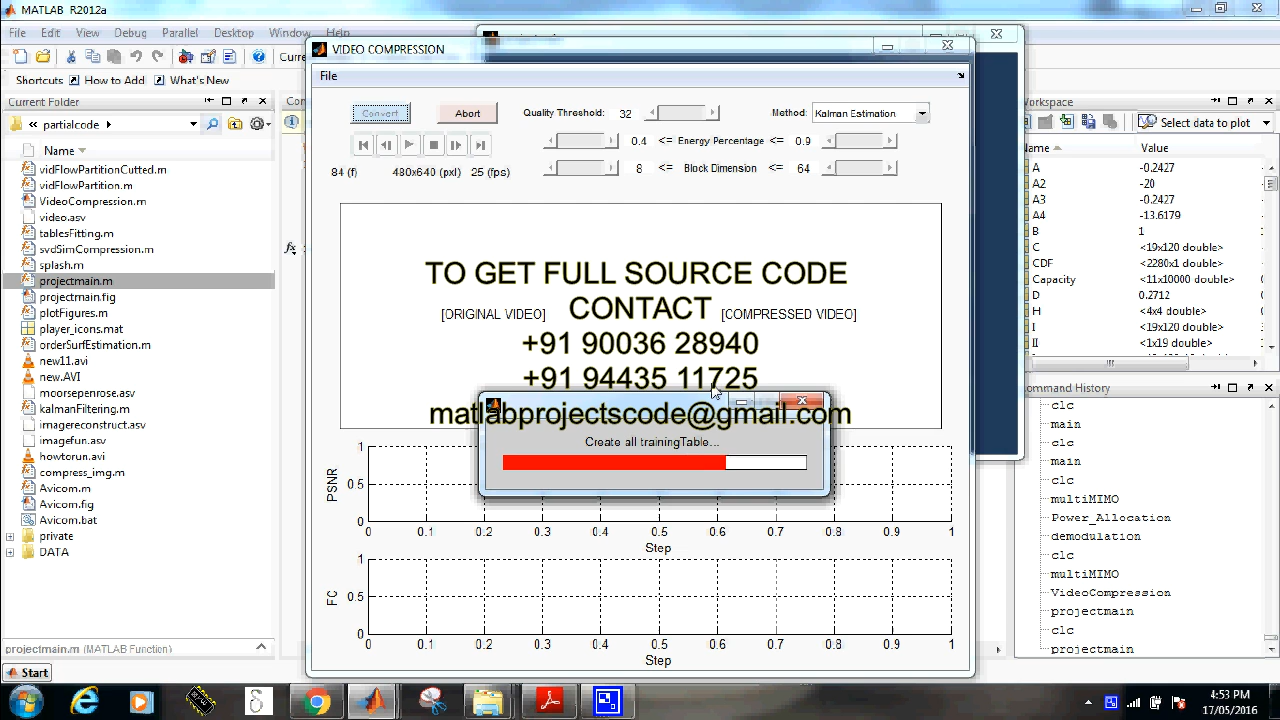 MATLAB R2012a
File Edit View Debug Parallel Desktop Window Help
Shortcuts How to Add What's New
Current Folder
partialcode
Name
vidFlowPartitionCutted.m
vidFlowPartition.m
VideoCompression.m
video.asv
tablesFitting.m
svdSimCompression.m
splash.m
projectmain.m
projectmain.fig
plotFigures.m
player_icons.mat
orderSurfEstimation.m
new11.avi
new.AVI
moorsepenrose.asv
kalmanFiltering.m
imagereconstruct.asv
imagefun.asv
howtorun.avi
compress_img.m
Avicom.m
Avicom.fig
Avicom.bat
private
DATA
projectmain.m (MATLAB Function)
Start
VIDEO COMPRESSION
File
Convert Abort Quality Threshold: 32 Method: Kalman Estimation
0.4 <= Energy Percentage <= 0.9
84 (f) 480x640 (pxl) 25 (fps) 8 <= Block Dimension <= 64
TO GET FULL SOURCE CODE
CONTACT
[ORIGINAL VIDEO] [COMPRESSED VIDEO]
+91 90036 28940
+91 94435 11725
matlabprojectscode@gmail.com
Create all trainingTable...
PSNR
1
0.5
0
0 0.1 0.2 0.3 0.4 0.5 0.6 0.7 0.8 0.9 1
Step
FC
1
0.5
0
0 0.1 0.2 0.3 0.4 0.5 0.6 0.7 0.8 0.9 1
Step
Workspace
Select data to plot
Name Value
A -0.2427
A2 -20
A3 -0.2427
A4 -13.6179
B 1
C <19x120 double>
CDF <2280x1 double>
Capacity <11x10000 double>
D 0.2712
H <4x4 double>
I <19x120 double>
II <19x120 double>
Command History
clc
main
clc
main
clc
multiMIMO
Power_Allocation
demodulation
clc
multiMIMO
VideoCompression
projectmain
clc
projectmain
4:53 PM
17/05/2016